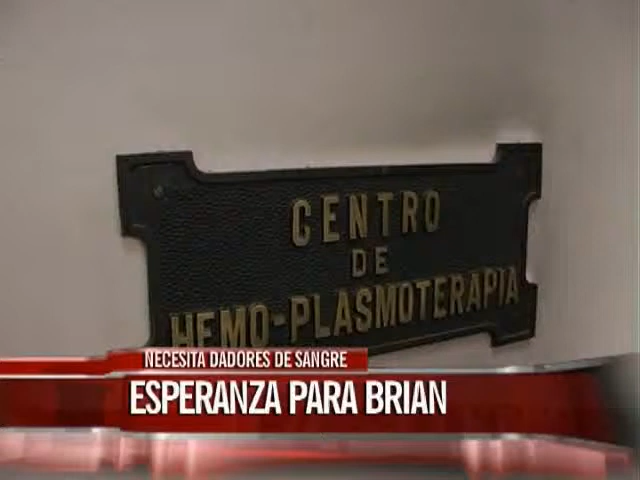 CENTRO
DE
HEMO-PLASMOTERAPIA
NECESITA DADORES DE SANGRE
ESPERANZA PARA BRIAN